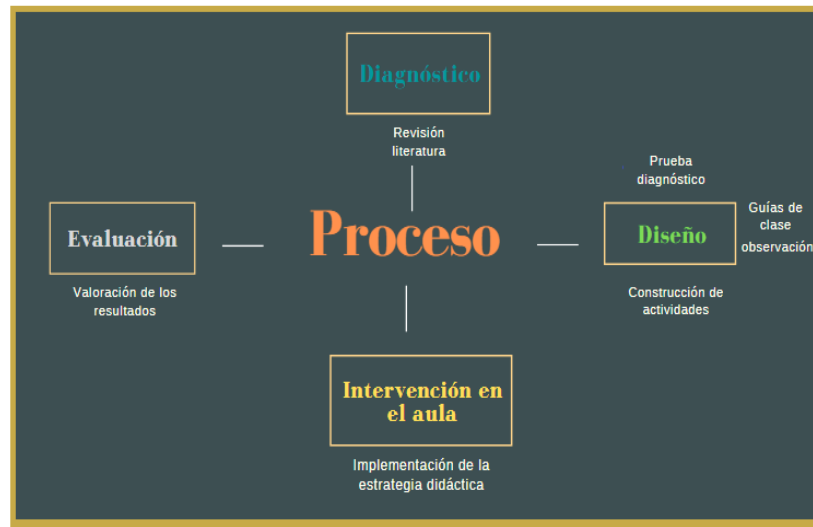 Diagnóstico
Revisión
literatura
Prueba
diagnóstico
Evaluación
Proceso
Diseño
Guías de
clase
observación
Valoración de los
resultados
Construcción de
actividades
Intervención en
el aula
Implementación de la
estrategia didáctica